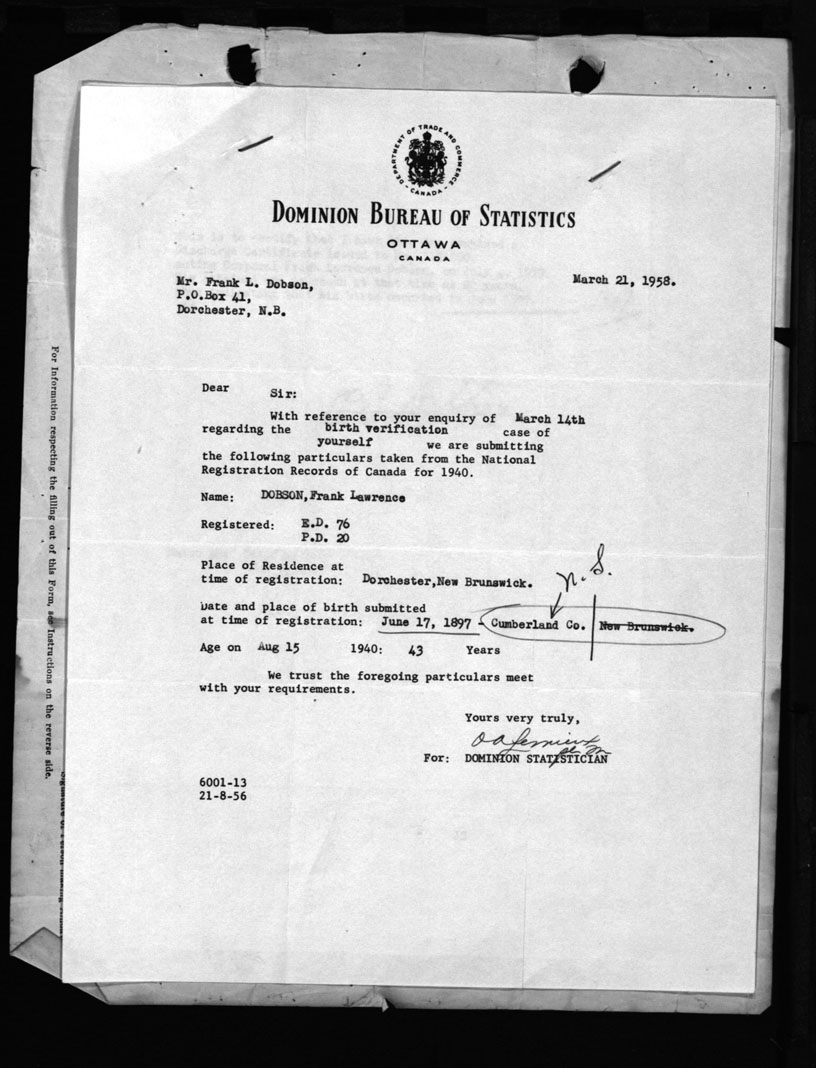 DEPARTMENT OF TRADE AND COMMERCE
- CANADA -
DOMINION BUREAU OF STATISTICS
OTTAWA
CANADA
Mr. Frank L. Dobson,
P.O.Box 41,
Dorchester, N.B.
March 21, 1958.
Dear Sir:
With reference to your enquiry of March 14th
regarding the birth verification case of
yourself we are submitting
the following particulars taken from the National
Registration Records of Canada for 1940.
Name: DOBSON,Frank Lawrence
Registered: E.D. 76
P.D. 20
Place of Residence at
time of registration: Dorchester,New Brunswick.
N.S.
Date and place of birth submitted
at time of registration: June 17, 1897 - Cumberland Co. New Brunswick.
Age on Aug 15 1940: 43 Years
We trust the foregoing particulars meet
with your requirements.
Yours very truly,
For: DOMINION STATISTICIAN
6001-13
21-8-56
For Information respecting the filling out of this Form, see Instructions on the reverse side.